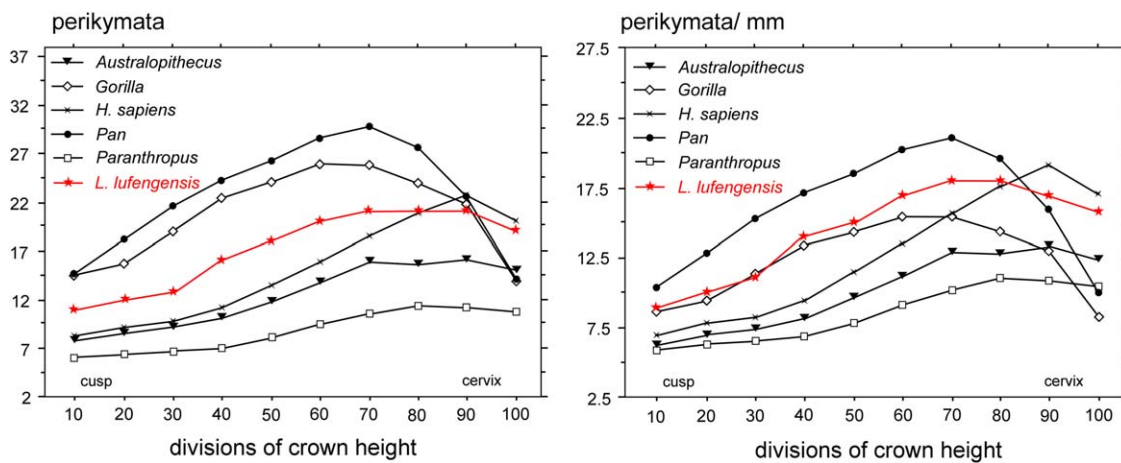 perikymata
37
32
27
22
17
12
7
2
Australopithecus
Gorilla
H. sapiens
Pan
Paranthropus
L. lufengensis
cusp
cervix
10 20 30 40 50 60 70 80 90 100
divisions of crown height
perikymata/ mm
27.5
22.5
17.5
12.5
7.5
2.5
Australopithecus
Gorilla
H. sapiens
Pan
Paranthropus
L. lufengensis
cusp
cervix
10 20 30 40 50 60 70 80 90 100
divisions of crown height